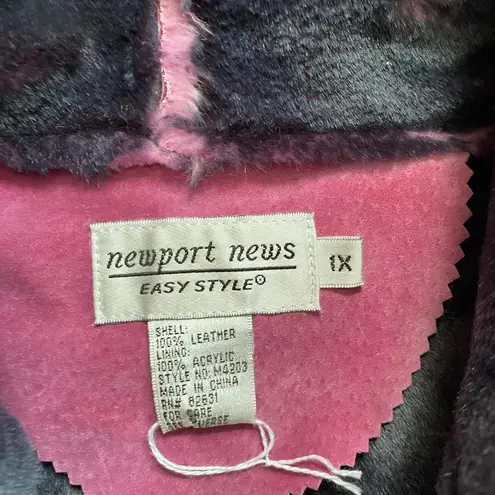 newport news
EASY STYLE®
1X
SHELL:
100% LEATHER
LINING:
100% ACRYLIC
STYLE NO: M4203
MADE IN CHINA
RN# 82631
FOR CARE